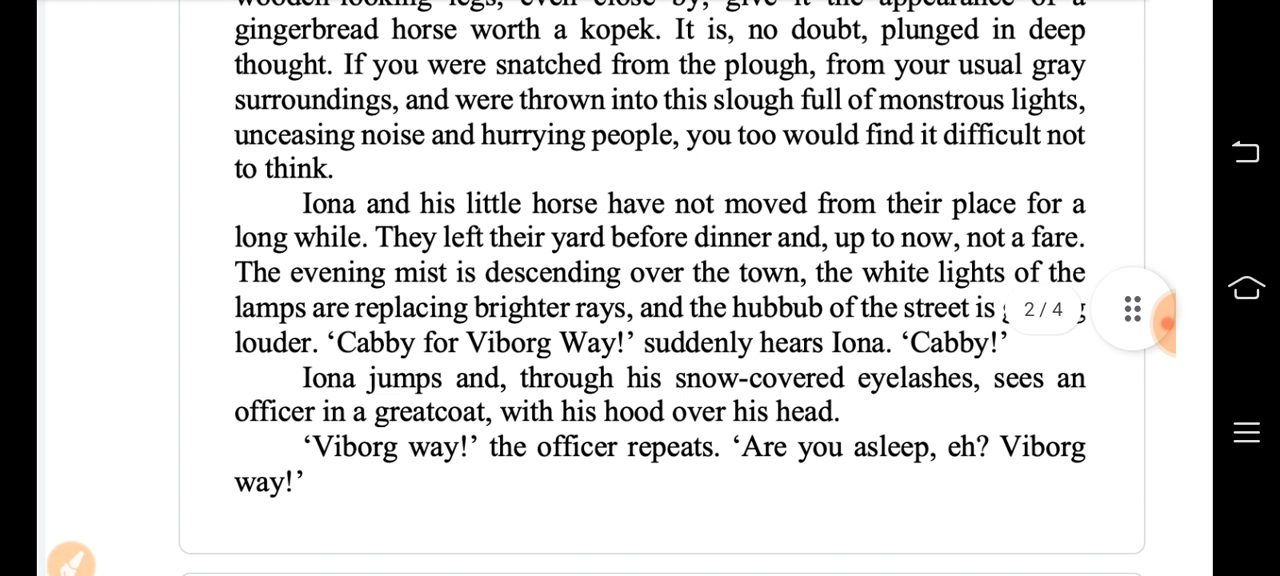 gingerbread horse worth a kopek. It is, no doubt, plunged in deep
thought. If you were snatched from the plough, from your usual gray
surroundings, and were thrown into this slough full of monstrous lights,
unceasing noise and hurrying people, you too would find it difficult not
to think.
Iona and his little horse have not moved from their place for a
long while. They left their yard before dinner and, up to now, not a fare.
The evening mist is descending over the town, the white lights of the
lamps are replacing brighter rays, and the hubbub of the street is
2/4
louder. ‘Cabby for Viborg Way!’ suddenly hears Iona. ‘Cabby!’
Iona jumps and, through his snow-covered eyelashes, sees an
officer in a greatcoat, with his hood over his head.
‘Viborg way!’ the officer repeats. ‘Are you asleep, eh? Viborg
way!’